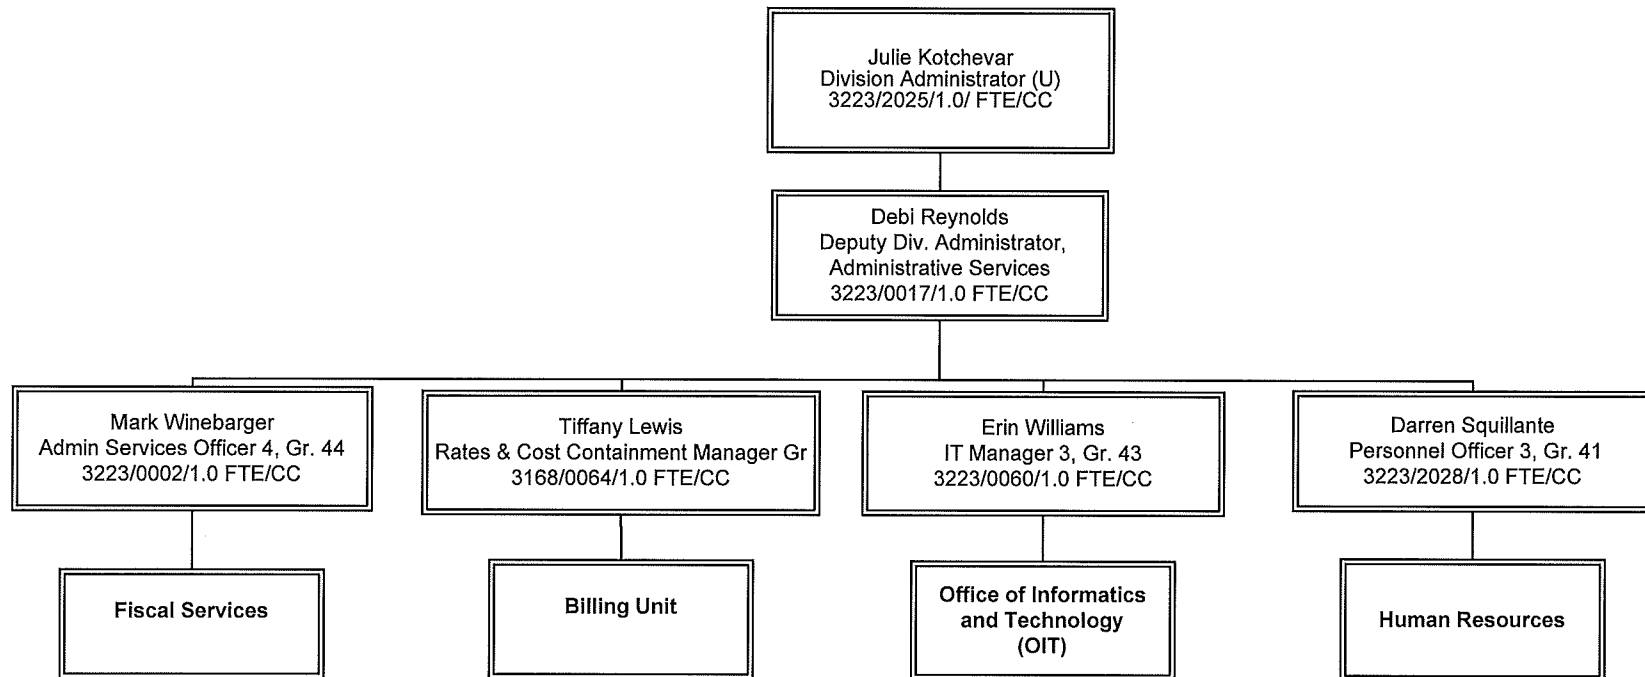 Julie Kotchevar
Division Administrator (U)
3223/2025/1.0/ FTE/CC
Debi Reynolds
Deputy Div. Administrator,
Administrative Services
3223/0017/1.0 FTE/CC
Mark Winebarger
Admin Services Officer 4, Gr. 44
3223/0002/1.0 FTE/CC
Tiffany Lewis
Rates & Cost Containment Manager Gr
3168/0064/1.0 FTE/CC
Erin Williams
IT Manager 3, Gr. 43
3223/0060/1.0 FTE/CC
Darren Squillante
Personnel Officer 3, Gr. 41
3223/2028/1.0 FTE/CC
Fiscal Services
Billing Unit
Office of Informatics
and Technology
(OIT)
Human Resources